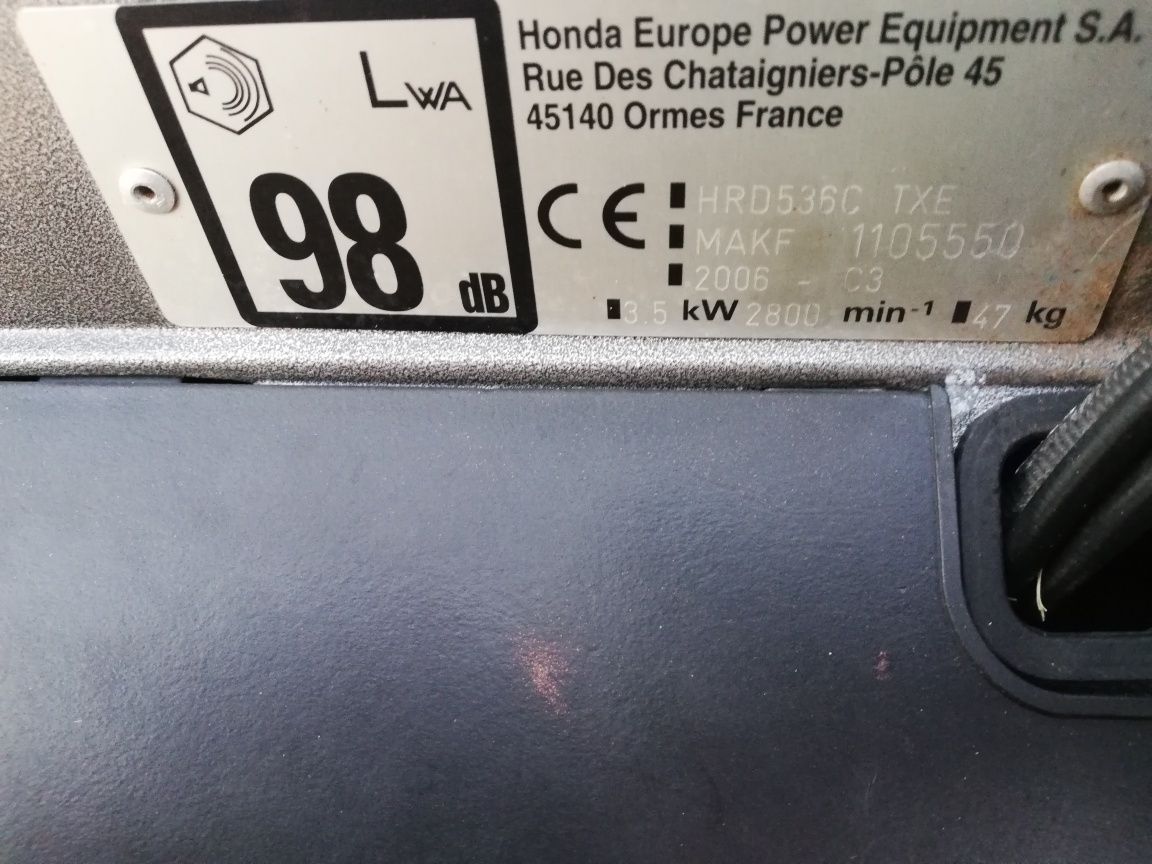 Honda Europe Power Equipment S.A.
Rue Des Chataigniers-Pôle 45
45140 Ormes France
LWA
98 dB
CE
HRD536C TXE
MAKF 1105550
2006 - C3
3.5 kW 2800 min-1 47 kg